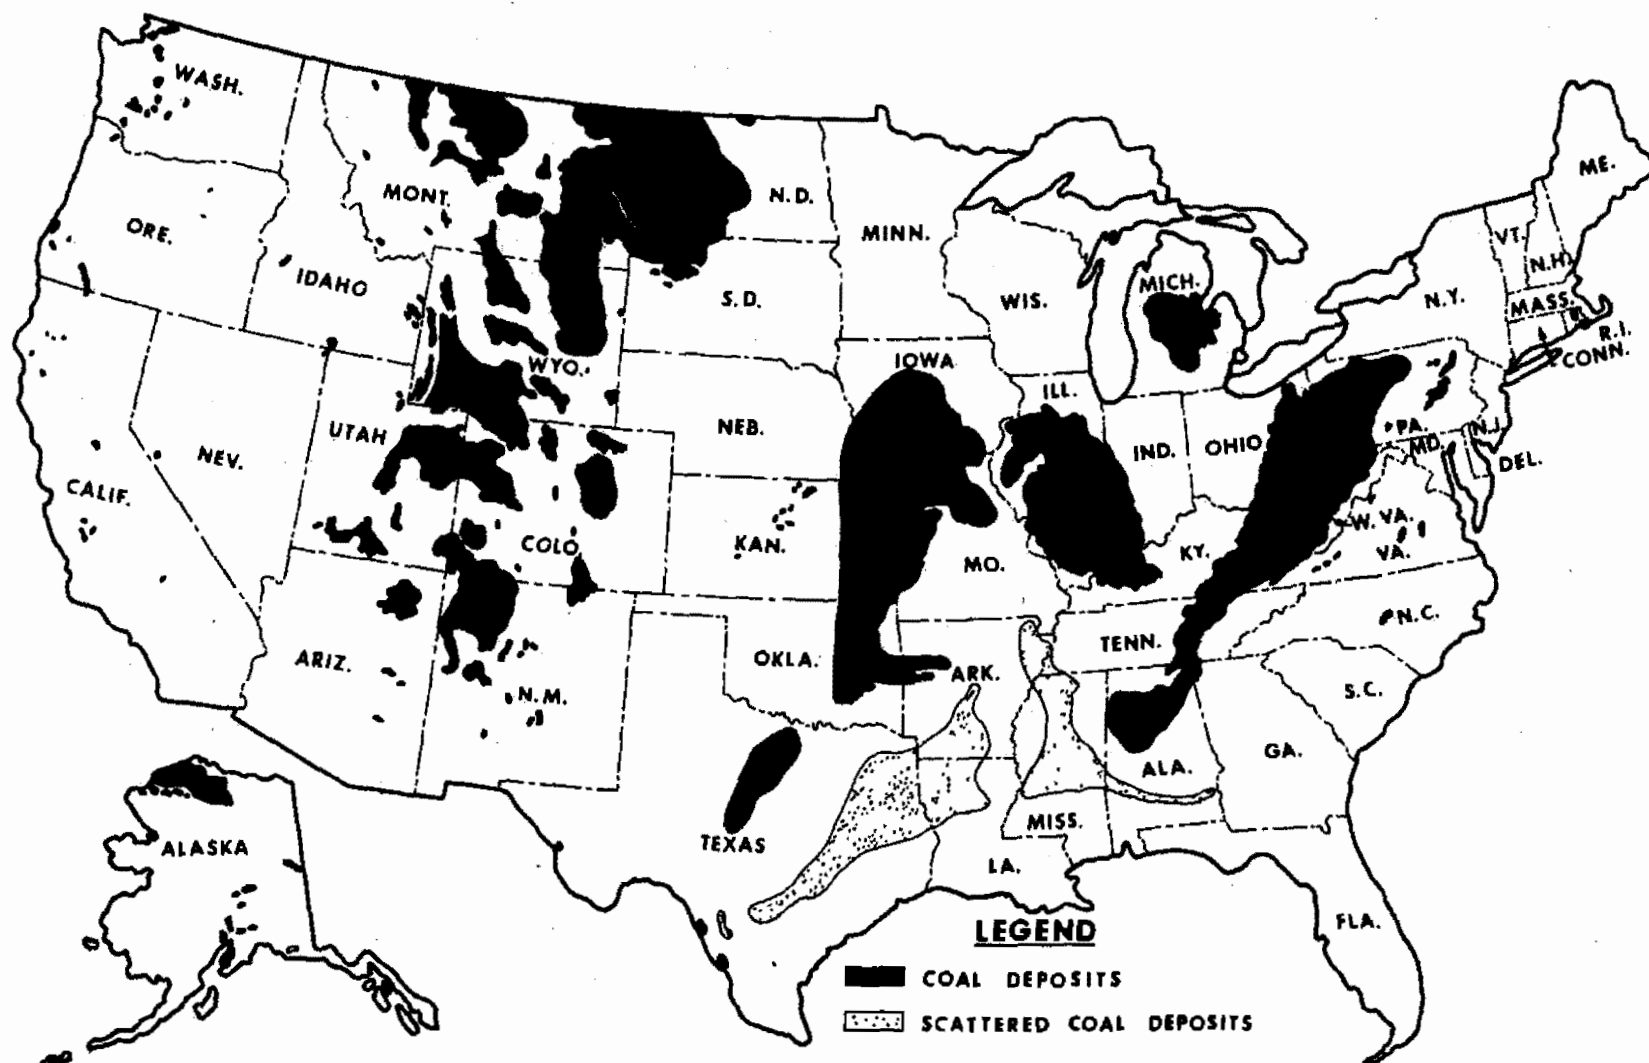 WASH.
ME.
MONT.
N.D.
VT.
ORE.
MINN.
N.H.
IDAHO
S.D.
WIS.
MICH.
N.Y.
MASS.
R.I.
CONN.
WYO.
IOWA
ILL.
UTAH
NEB.
PA.
N.J.
NEV.
IND.
OHIO
MD.
DEL.
CALIF.
COLO.
KAN.
W. VA.
VA.
KY.
MO.
N.C.
TENN.
ARIZ.
OKLA.
ARK.
N.M.
S.C.
GA.
ALA.
MISS.
TEXAS
ALASKA
LA.
FLA.
LEGEND
COAL DEPOSITS
SCATTERED COAL DEPOSITS